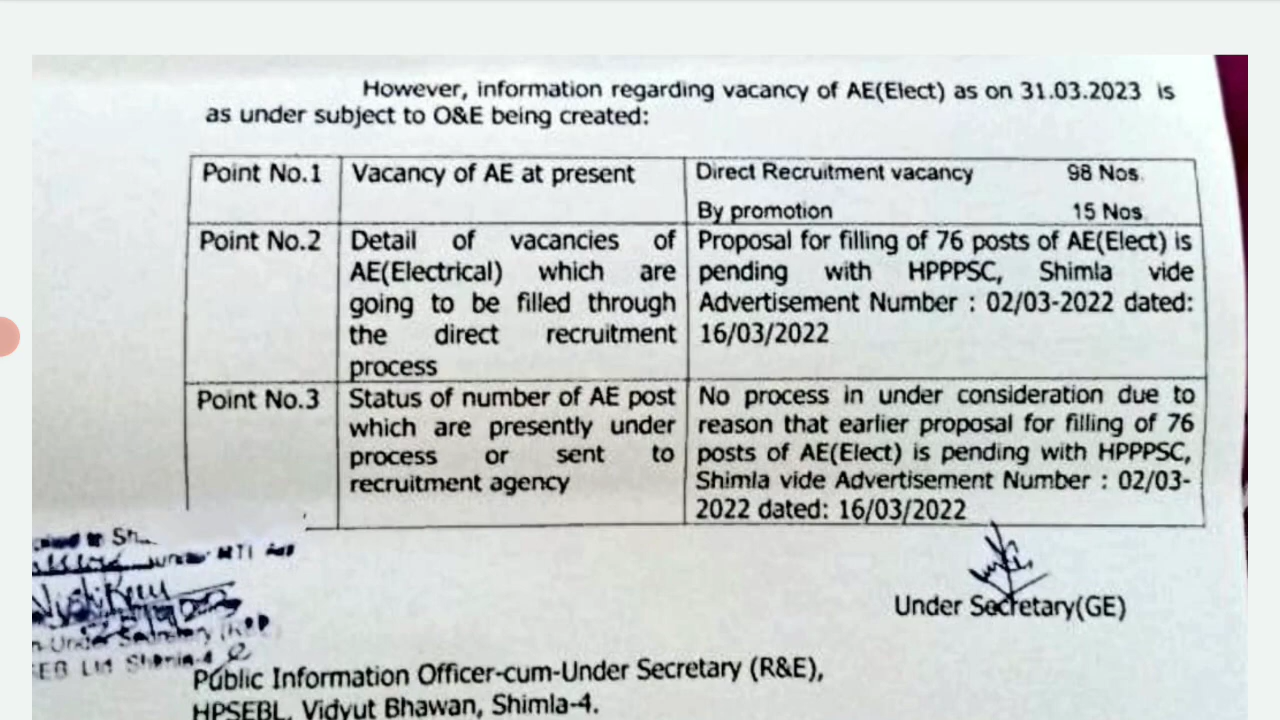 However, information regarding vacancy of AE(Elect) as on 31.03.2023 is
as under subject to O&E being created:
Point No.1 Vacancy of AE at present Direct Recruitment vacancy 98 Nos.
By promotion 15 Nos
Point No.2 Detail of vacancies of Proposal for filling of 76 posts of AE(Elect) is
AE(Electrical) which are pending with HPPPSC, Shimla vide
going to be filled through Advertisement Number : 02/03-2022 dated:
the direct recruitment 16/03/2022
process
Point No.3 Status of number of AE post No process in under consideration due to
which are presently under reason that earlier proposal for filling of 76
process or sent to posts of AE(Elect) is pending with HPPPSC,
recruitment agency Shimla vide Advertisement Number : 02/03-
2022 dated: 16/03/2022
Under Secretary(GE)
Under Secretary
Ltd Shimla-4
Public Information Officer-cum-Under Secretary (R&E),
HPSEBL, Vidyut Bhawan, Shimla-4.